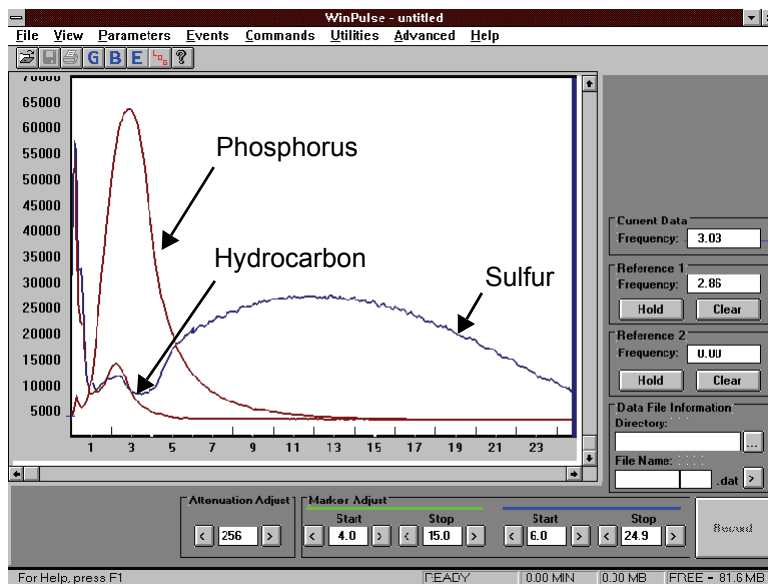 WinPulse - untitled
File View Parameters Events Commands Utilities Advanced Help
G B E LOG ?
70000
65000
60000
55000
50000
45000
40000
35000
30000
25000
20000
15000
10000
5000
1 3 5 7 9 11 13 15 17 19 21 23
Phosphorus
Hydrocarbon
Sulfur
Current Data
Frequency: 3.03
Reference 1
Frequency: 2.86
Hold Clear
Reference 2
Frequency: 0.00
Hold Clear
Data File Information
Directory:
...
File Name:
.dat >
Attenuation Adjust
< 256 >
Marker Adjust
Start Stop Start Stop
< 4.0 > < 15.0 > < 6.0 > < 24.9 >
Record
For Help, press F1 READY 0.00 MIN 0.00 MB FREE = 81.6 MB